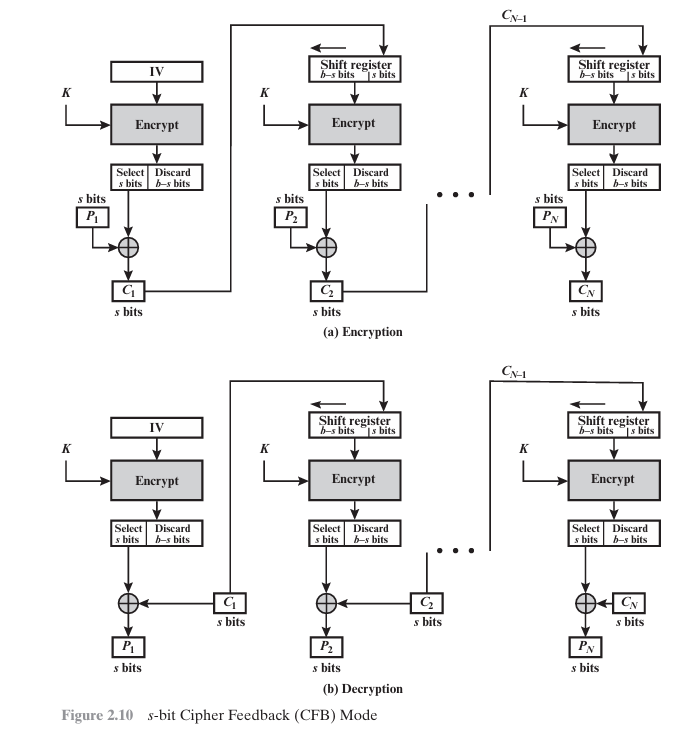 C_{N–1}
Shift register
b–s bits | s bits
Shift register
b–s bits | s bits
IV
K
K
K
Encrypt
Encrypt
Encrypt
Select
s bits
Discard
b–s bits
Select
s bits
Discard
b–s bits
Select
s bits
Discard
b–s bits
s bits
P_1
s bits
P_2
• • •
s bits
P_N
C_1
C_2
C_N
s bits
s bits
s bits
(a) Encryption
C_{N–1}
Shift register
b–s bits | s bits
Shift register
b–s bits | s bits
IV
K
K
K
Encrypt
Encrypt
Encrypt
Select
s bits
Discard
b–s bits
Select
s bits
Discard
b–s bits
Select
s bits
Discard
b–s bits
• • •
C_1
s bits
C_2
s bits
C_N
s bits
P_1
P_2
P_N
s bits
s bits
s bits
(b) Decryption
Figure 2.10 s-bit Cipher Feedback (CFB) Mode